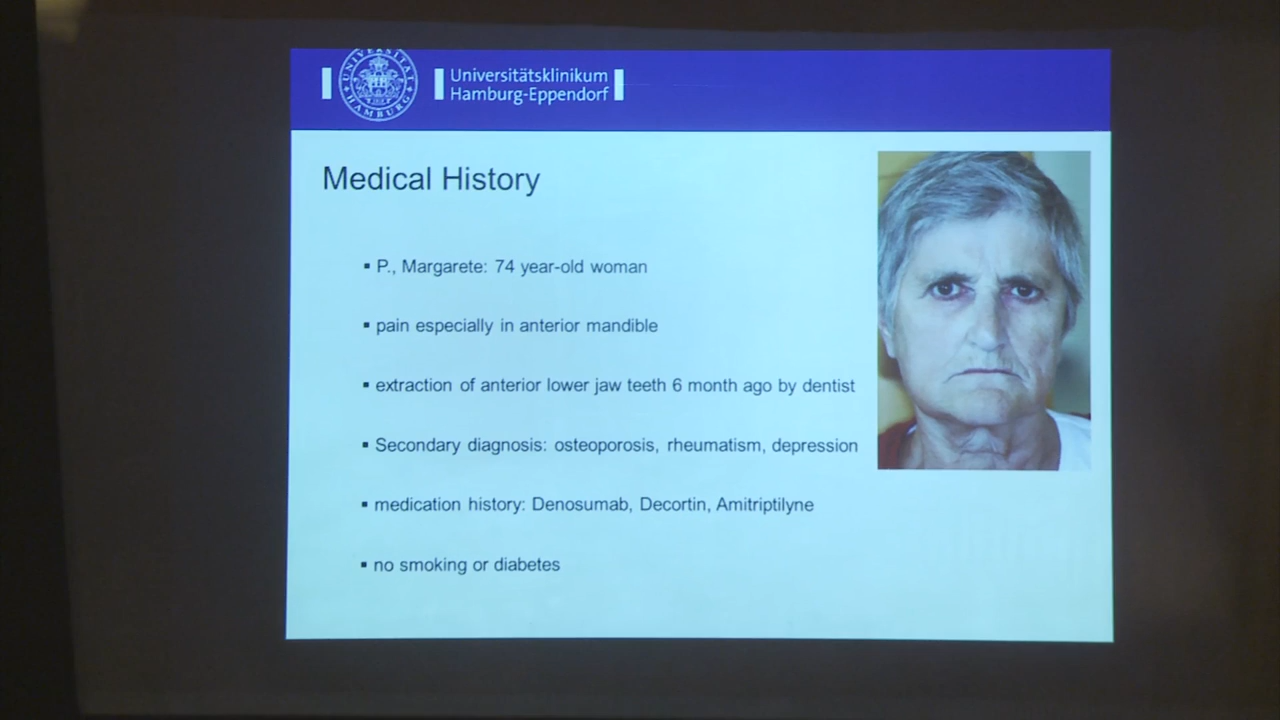 UNIVERSITÄT HAMBURG
Universitätsklinikum
Hamburg-Eppendorf
Medical History
▪ P., Margarete: 74 year-old woman
▪ pain especially in anterior mandible
▪ extraction of anterior lower jaw teeth 6 month ago by dentist
▪ Secondary diagnosis: osteoporosis, rheumatism, depression
▪ medication history: Denosumab, Decortin, Amitriptilyne
▪ no smoking or diabetes